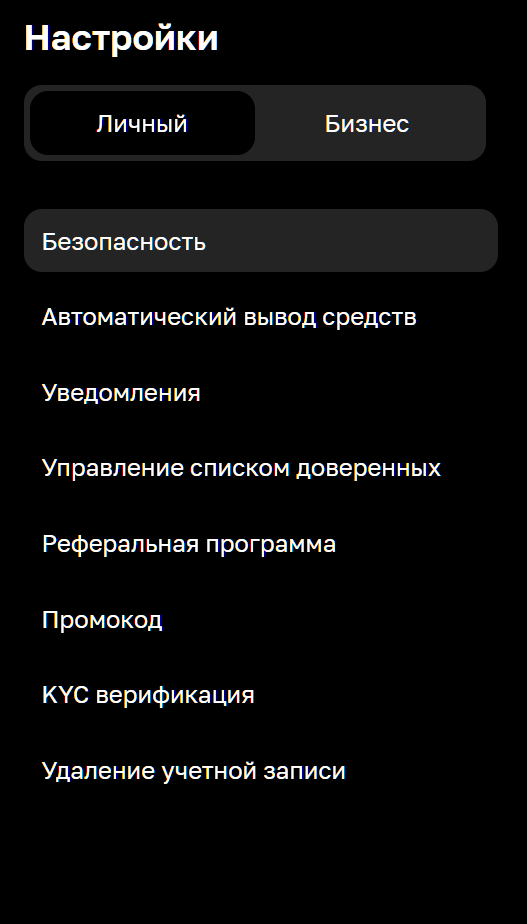 Настройки
Личный
Бизнес
Безопасность
Автоматический вывод средств
Уведомления
Управление списком доверенных
Реферальная программа
Промокод
KYC верификация
Удаление учетной записи